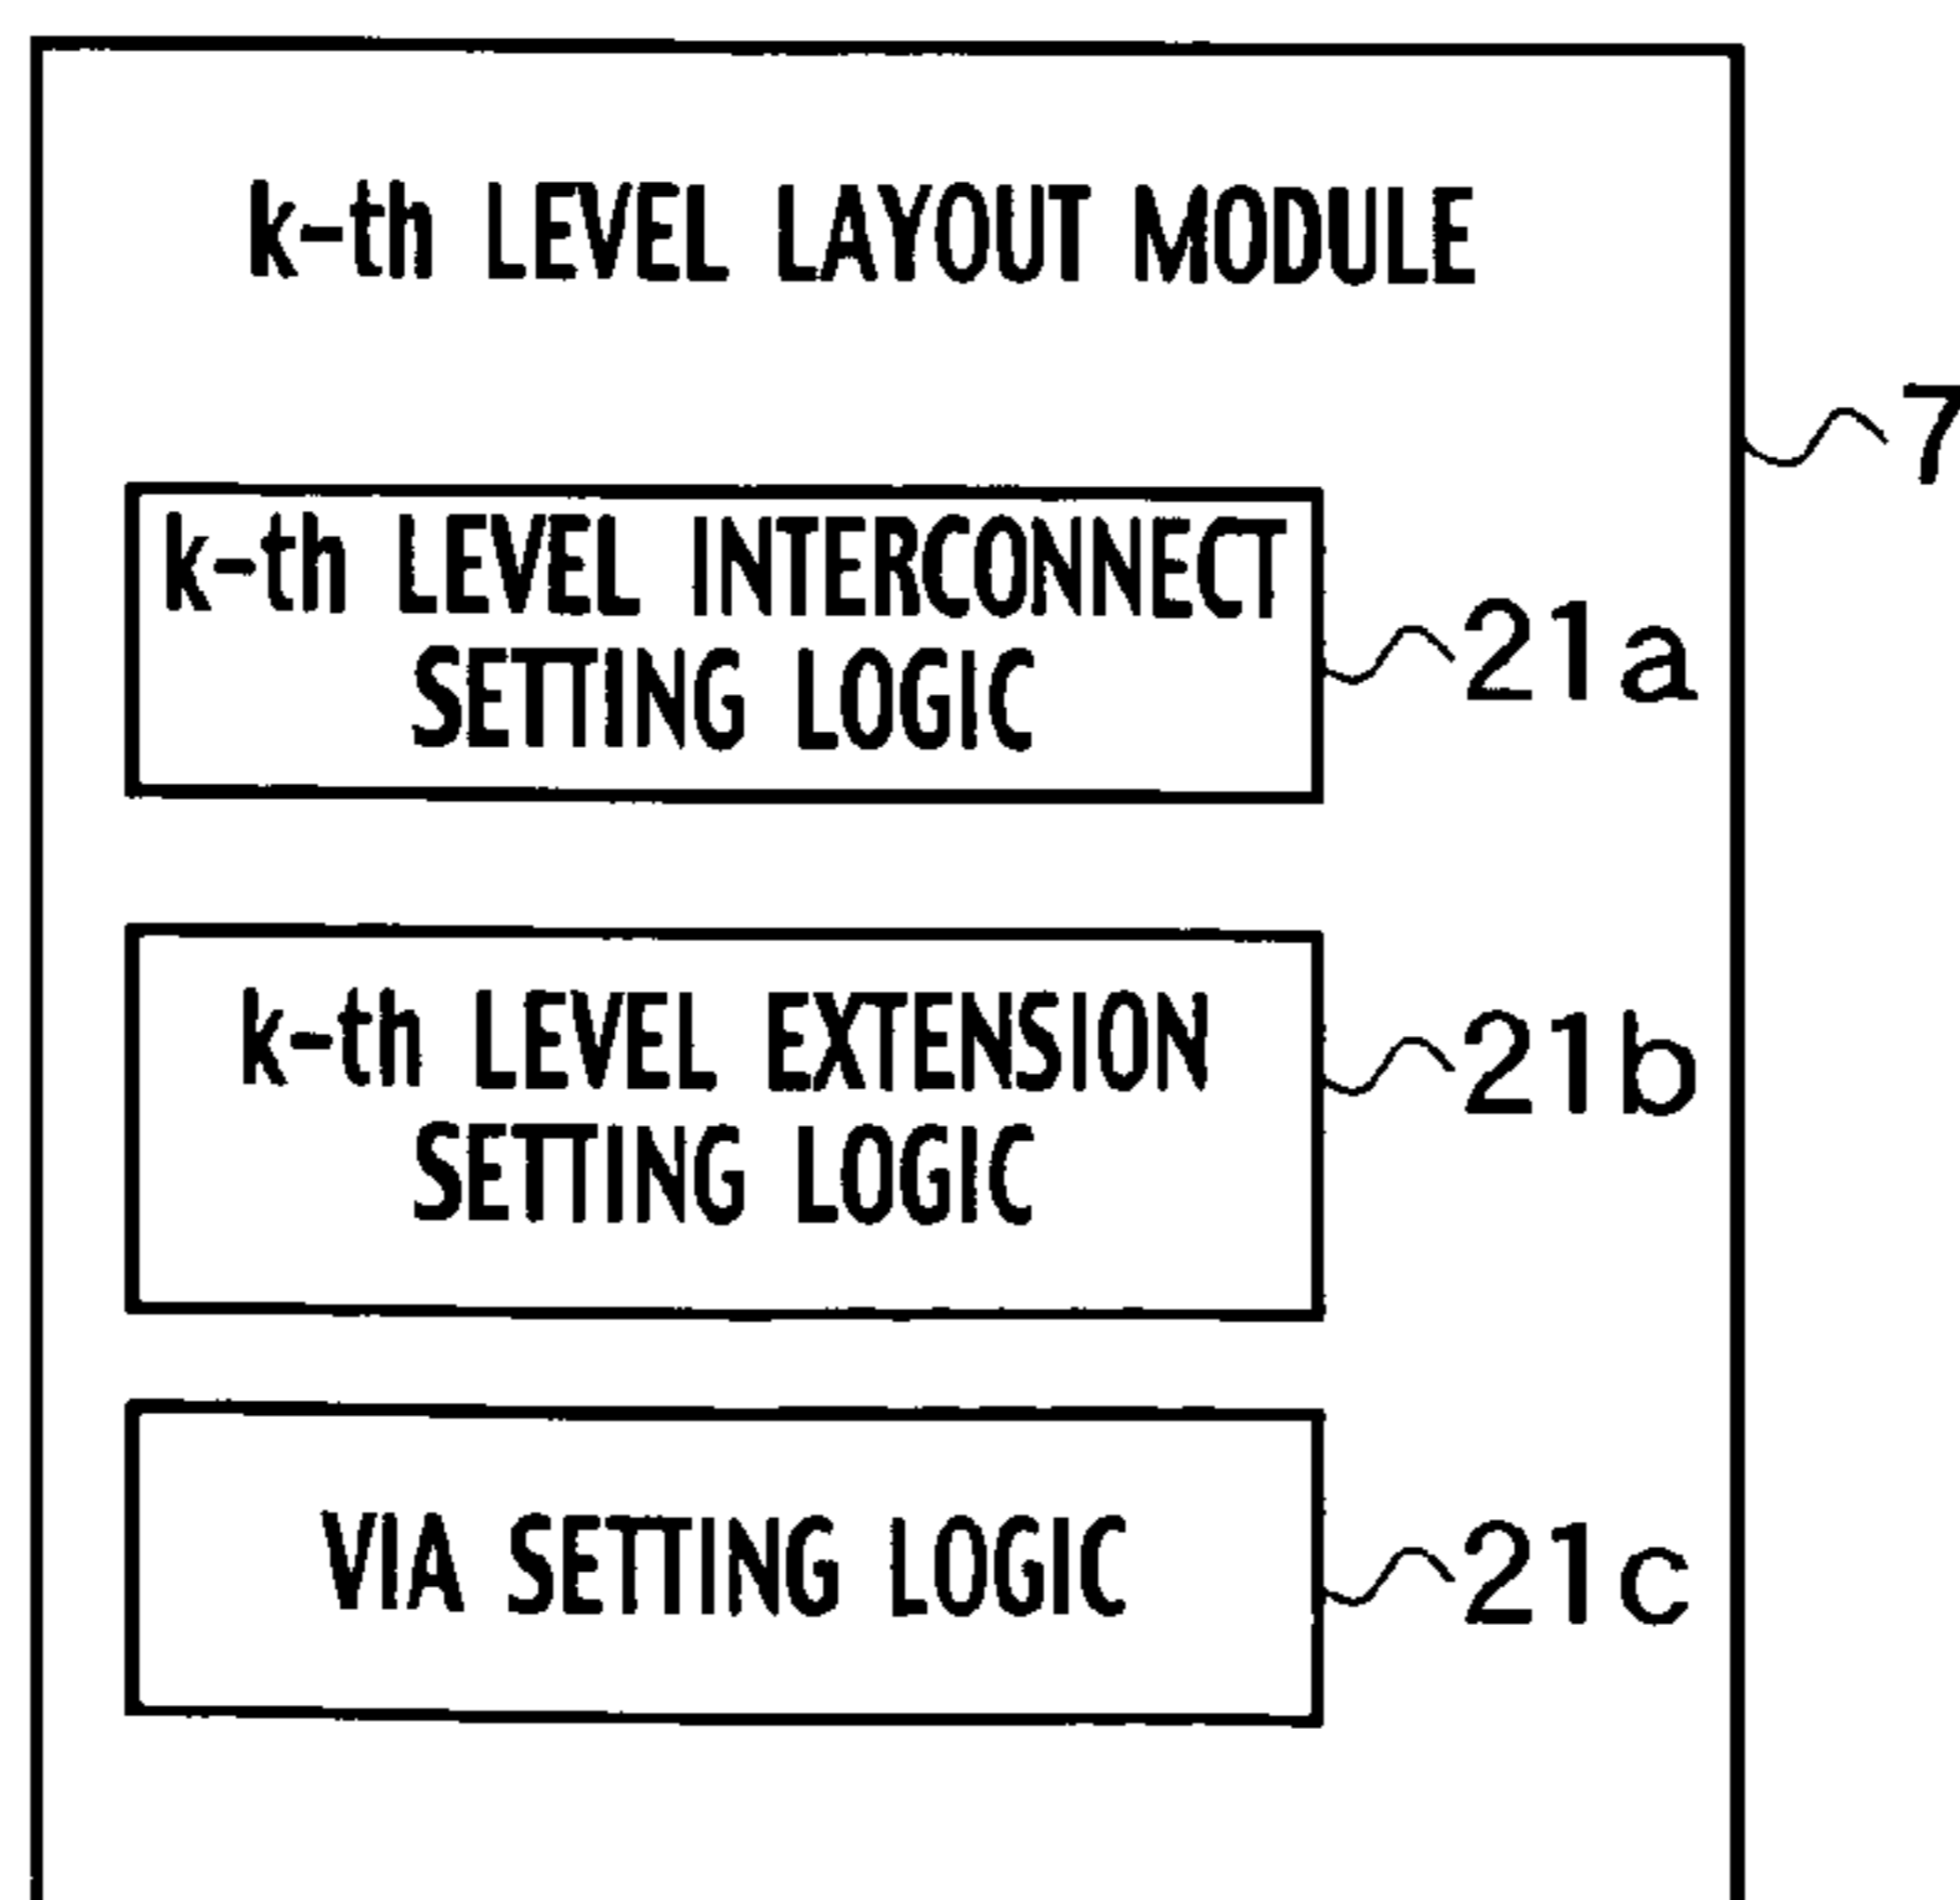 k-th LEVEL LAYOUT MODULE
7
k-th LEVEL INTERCONNECT
SETTING LOGIC
21a
k-th LEVEL EXTENSION
SETTING LOGIC
21b
VIA SETTING LOGIC
21c